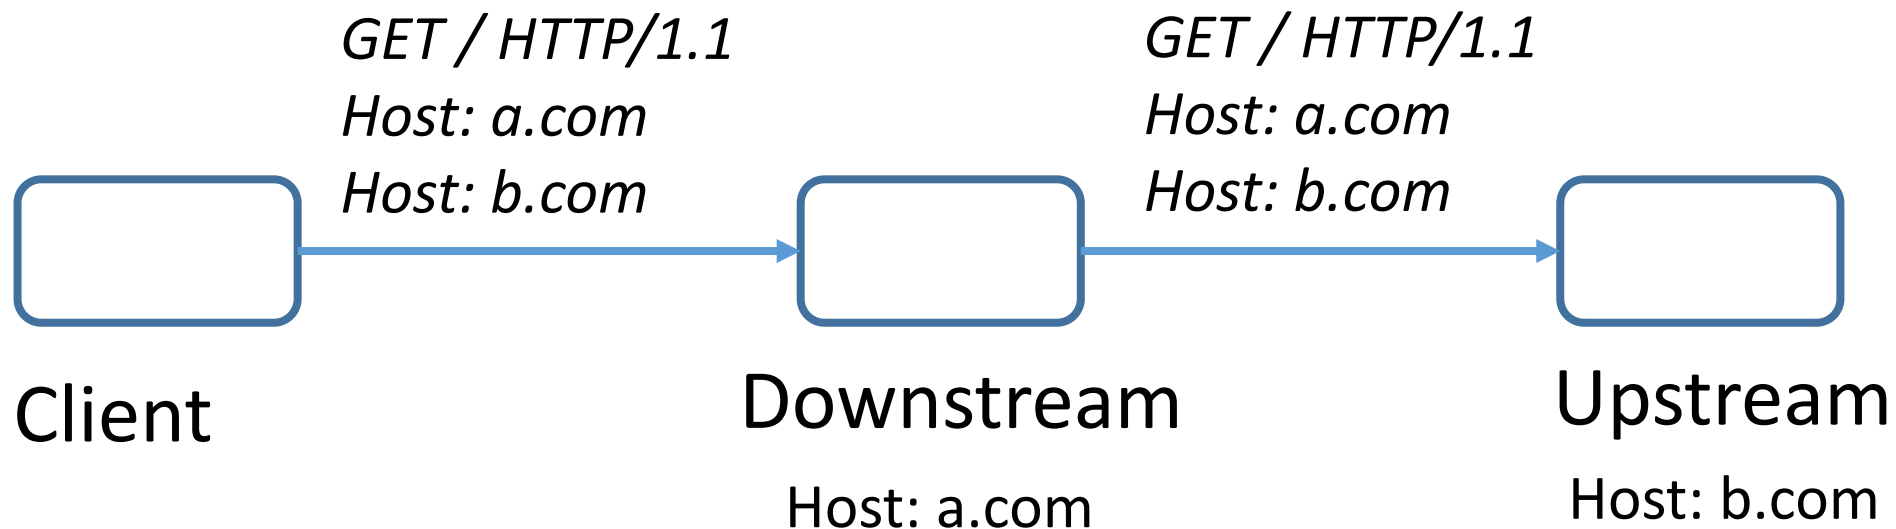 GET / HTTP/1.1
Host: a.com
Host: b.com
GET / HTTP/1.1
Host: a.com
Host: b.com
Client
Downstream
Host: a.com
Upstream
Host: b.com